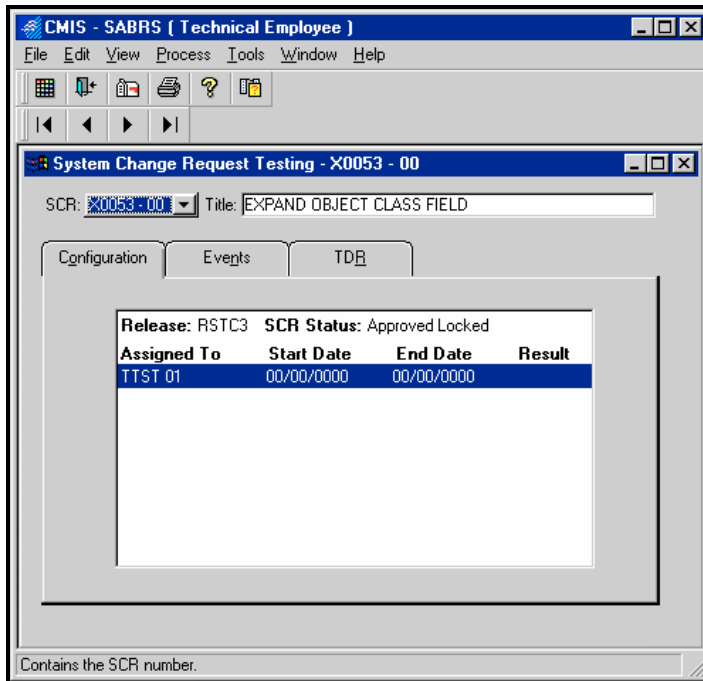 CMIS - SABRS ( Technical Employee )
File Edit View Process Tools Window Help
System Change Request Testing - X0053 - 00
SCR: X0053 - 00 Title: EXPAND OBJECT CLASS FIELD
Configuration Events TDR
Release: RSTC3 SCR Status: Approved Locked
Assigned To Start Date End Date Result
TTST 01 00/00/0000 00/00/0000
Contains the SCR number.